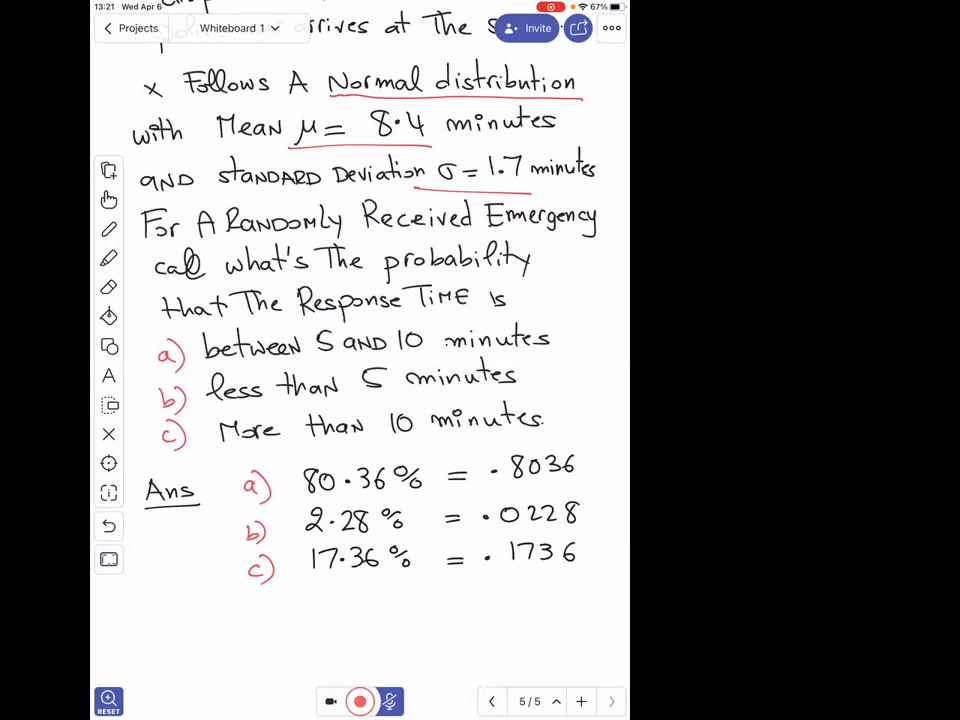 13:21 Wed Apr 6
67%
Projects
Whiteboard 1
arrives at the
Invite
x Follows A Normal distribution
with Mean μ = 8.4 minutes
AND STANDARD Deviation σ = 1.7 minutes
For A RANDOMLY Received Emergency
call what's The probability
that The Response TIME is
a) between 5 AND 10 minutes
b) less than 5 minutes
c) More than 10 minutes.
Ans
a) 80.36% = .8036
b) 2.28% = .0228
c) 17.36% = .1736
A
RESET
5/5